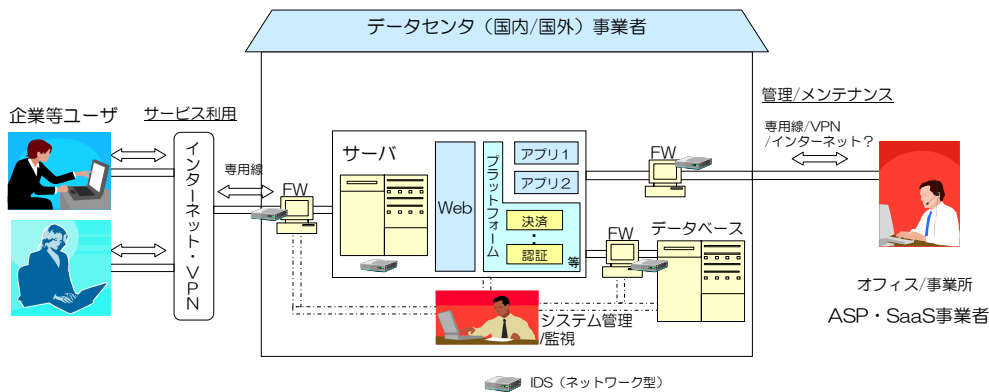 データセンタ（国内/国外）事業者
企業等ユーザ
サービス利用
インターネット・VPN
専用線
FW
サーバ
Web
プラットフォーム
アプリ1
アプリ2
決済
・
・
認証
等
FW
FW
データベース
システム管理
/監視
管理/メンテナンス
専用線/VPN
/インターネット？
オフィス/事業所
ASP・SaaS事業者
IDS（ネットワーク型）